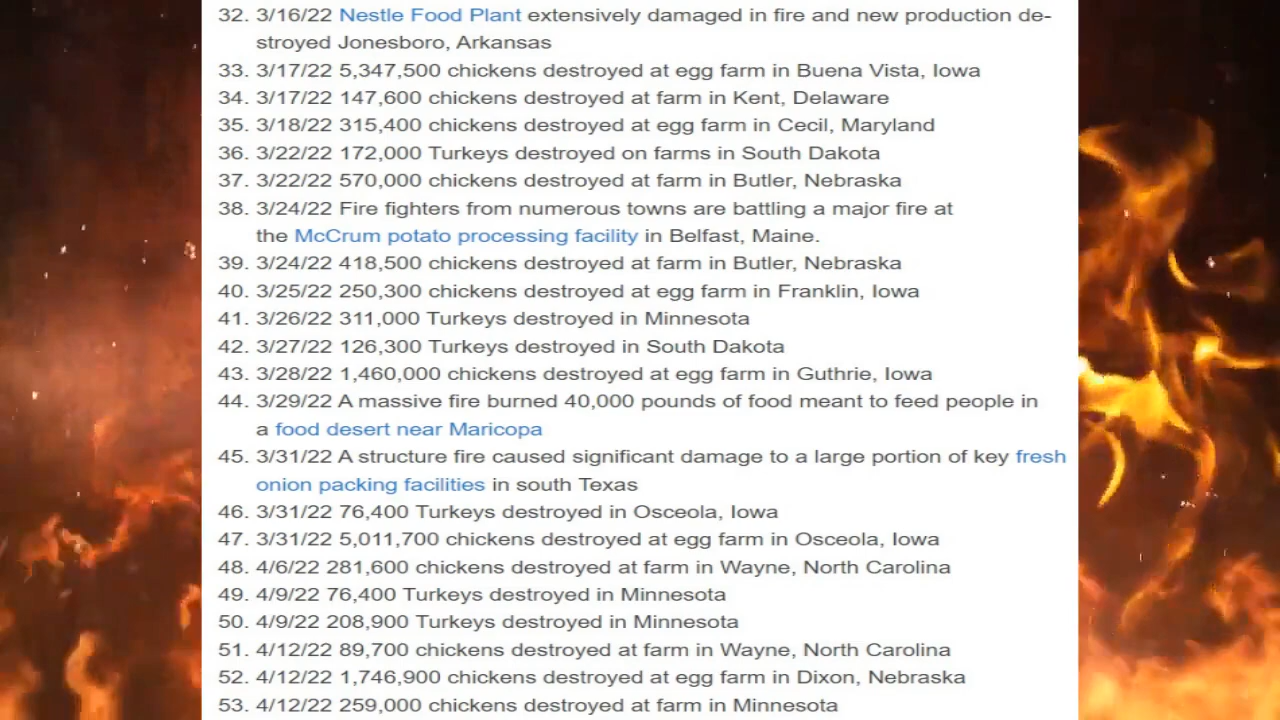 32. 3/16/22 Nestle Food Plant extensively damaged in fire and new production de-
stroyed Jonesboro, Arkansas
33. 3/17/22 5,347,500 chickens destroyed at egg farm in Buena Vista, Iowa
34. 3/17/22 147,600 chickens destroyed at farm in Kent, Delaware
35. 3/18/22 315,400 chickens destroyed at egg farm in Cecil, Maryland
36. 3/22/22 172,000 Turkeys destroyed on farms in South Dakota
37. 3/22/22 570,000 chickens destroyed at farm in Butler, Nebraska
38. 3/24/22 Fire fighters from numerous towns are battling a major fire at
the McCrum potato processing facility in Belfast, Maine.
39. 3/24/22 418,500 chickens destroyed at farm in Butler, Nebraska
40. 3/25/22 250,300 chickens destroyed at egg farm in Franklin, Iowa
41. 3/26/22 311,000 Turkeys destroyed in Minnesota
42. 3/27/22 126,300 Turkeys destroyed in South Dakota
43. 3/28/22 1,460,000 chickens destroyed at egg farm in Guthrie, Iowa
44. 3/29/22 A massive fire burned 40,000 pounds of food meant to feed people in
a food desert near Maricopa
45. 3/31/22 A structure fire caused significant damage to a large portion of key fresh
onion packing facilities in south Texas
46. 3/31/22 76,400 Turkeys destroyed in Osceola, Iowa
47. 3/31/22 5,011,700 chickens destroyed at egg farm in Osceola, Iowa
48. 4/6/22 281,600 chickens destroyed at farm in Wayne, North Carolina
49. 4/9/22 76,400 Turkeys destroyed in Minnesota
50. 4/9/22 208,900 Turkeys destroyed in Minnesota
51. 4/12/22 89,700 chickens destroyed at farm in Wayne, North Carolina
52. 4/12/22 1,746,900 chickens destroyed at egg farm in Dixon, Nebraska
53. 4/12/22 259,000 chickens destroyed at farm in Minnesota